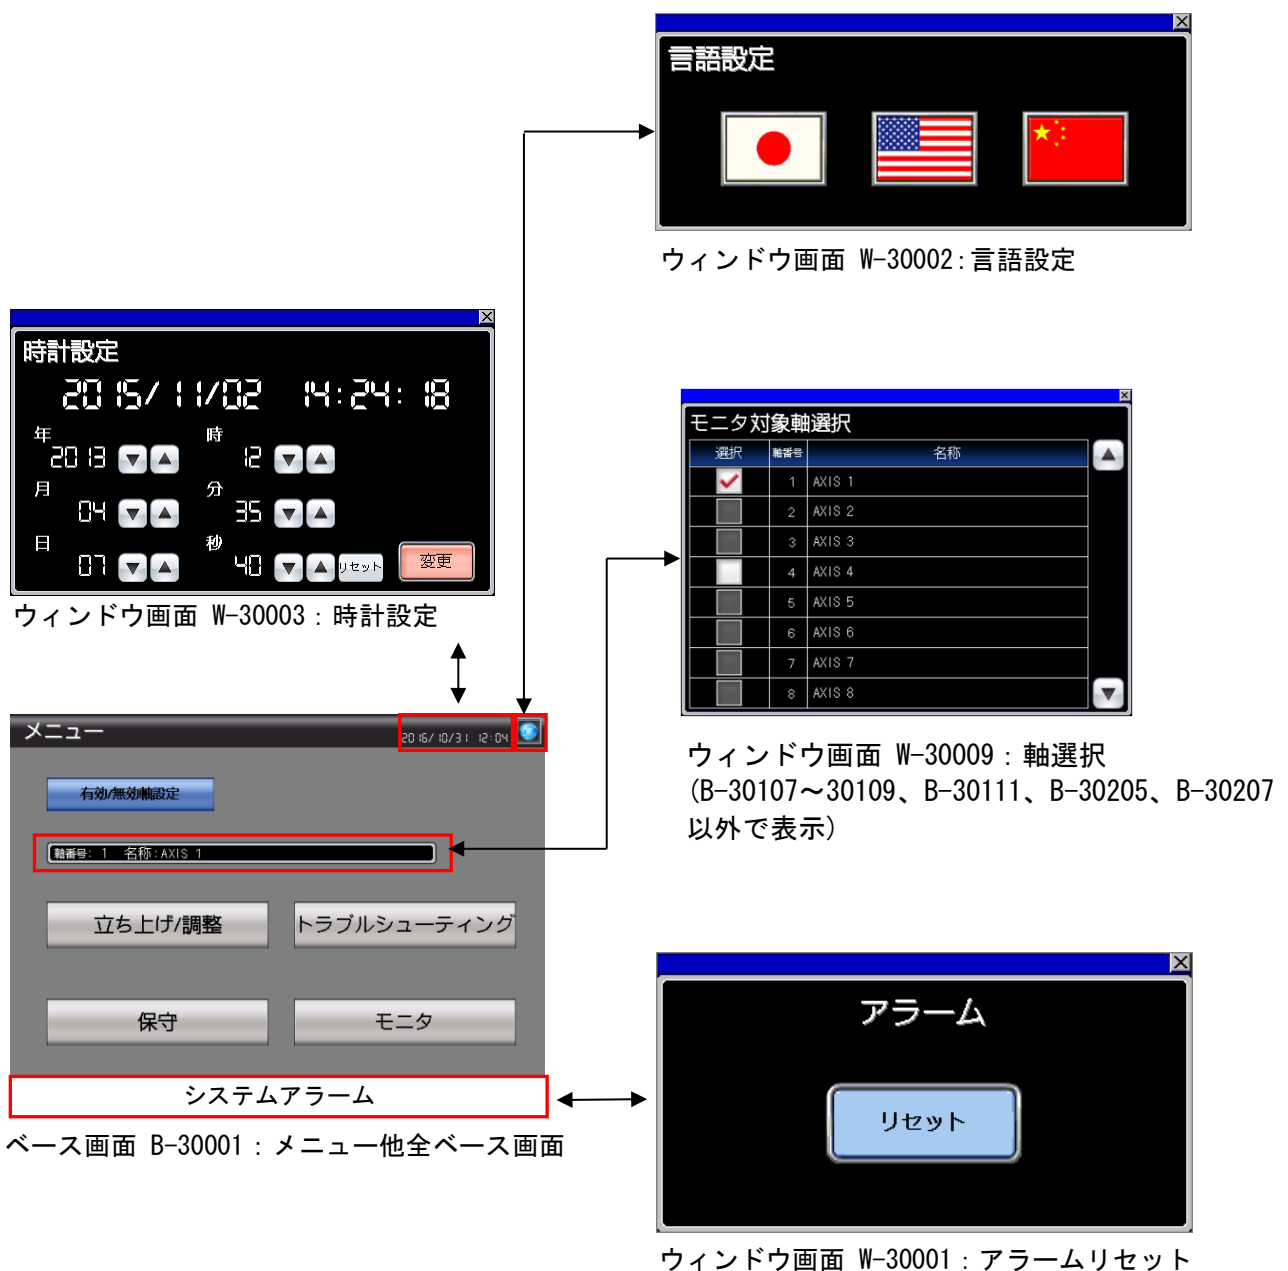 言語設定
ウィンドウ画面 W-30002:言語設定
時計設定
2015/11/02 14:24:18
年 2013 ▼ ▲ 時 12 ▼ ▲
月 04 ▼ ▲ 分 35 ▼ ▲
日 07 ▼ ▲ 秒 40 ▼ ▲ リセット 変更
ウィンドウ画面 W-30003:時計設定
モニタ対象軸選択
選択 軸番号 名称
1 AXIS 1
2 AXIS 2
3 AXIS 3
4 AXIS 4
5 AXIS 5
6 AXIS 6
7 AXIS 7
8 AXIS 8
ウィンドウ画面 W-30009:軸選択
(B-30107~30109、B-30111、B-30205、B-30207
以外で表示)
メニュー 2016/10/31 12:04
有効/無効軸設定
軸番号: 1 名称:AXIS 1
立ち上げ/調整 トラブルシューティング
保守 モニタ
システムアラーム
ベース画面 B-30001:メニュー他全ベース画面
アラーム
リセット
ウィンドウ画面 W-30001:アラームリセット